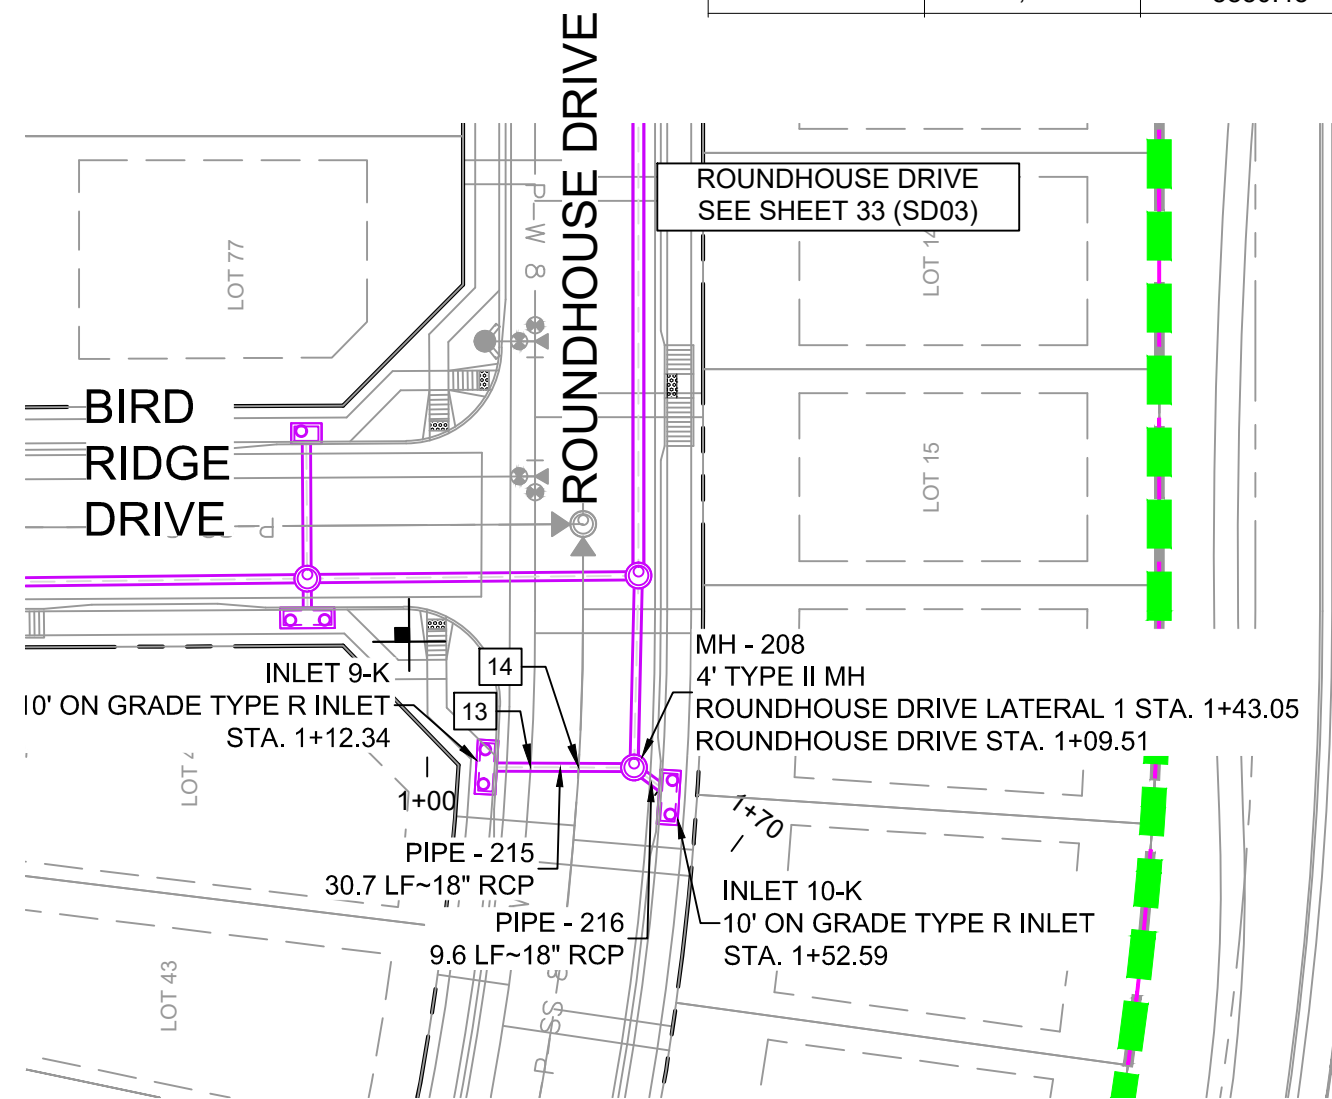 ROUNDHOUSE DRIVE
ROUNDHOUSE DRIVE
SEE SHEET 33 (SD03)
P-W 8
LOT 77
LOT 14
BIRD
RIDGE
DRIVE
LOT 15
INLET 9-K
10' ON GRADE TYPE R INLET
STA. 1+12.34
14
13
MH - 208
4' TYPE II MH
ROUNDHOUSE DRIVE LATERAL 1 STA. 1+43.05
ROUNDHOUSE DRIVE STA. 1+09.51
1+00
1+70
PIPE - 215
30.7 LF~18" RCP
PIPE - 216
9.6 LF~18" RCP
INLET 10-K
10' ON GRADE TYPE R INLET
STA. 1+52.59
LOT 43